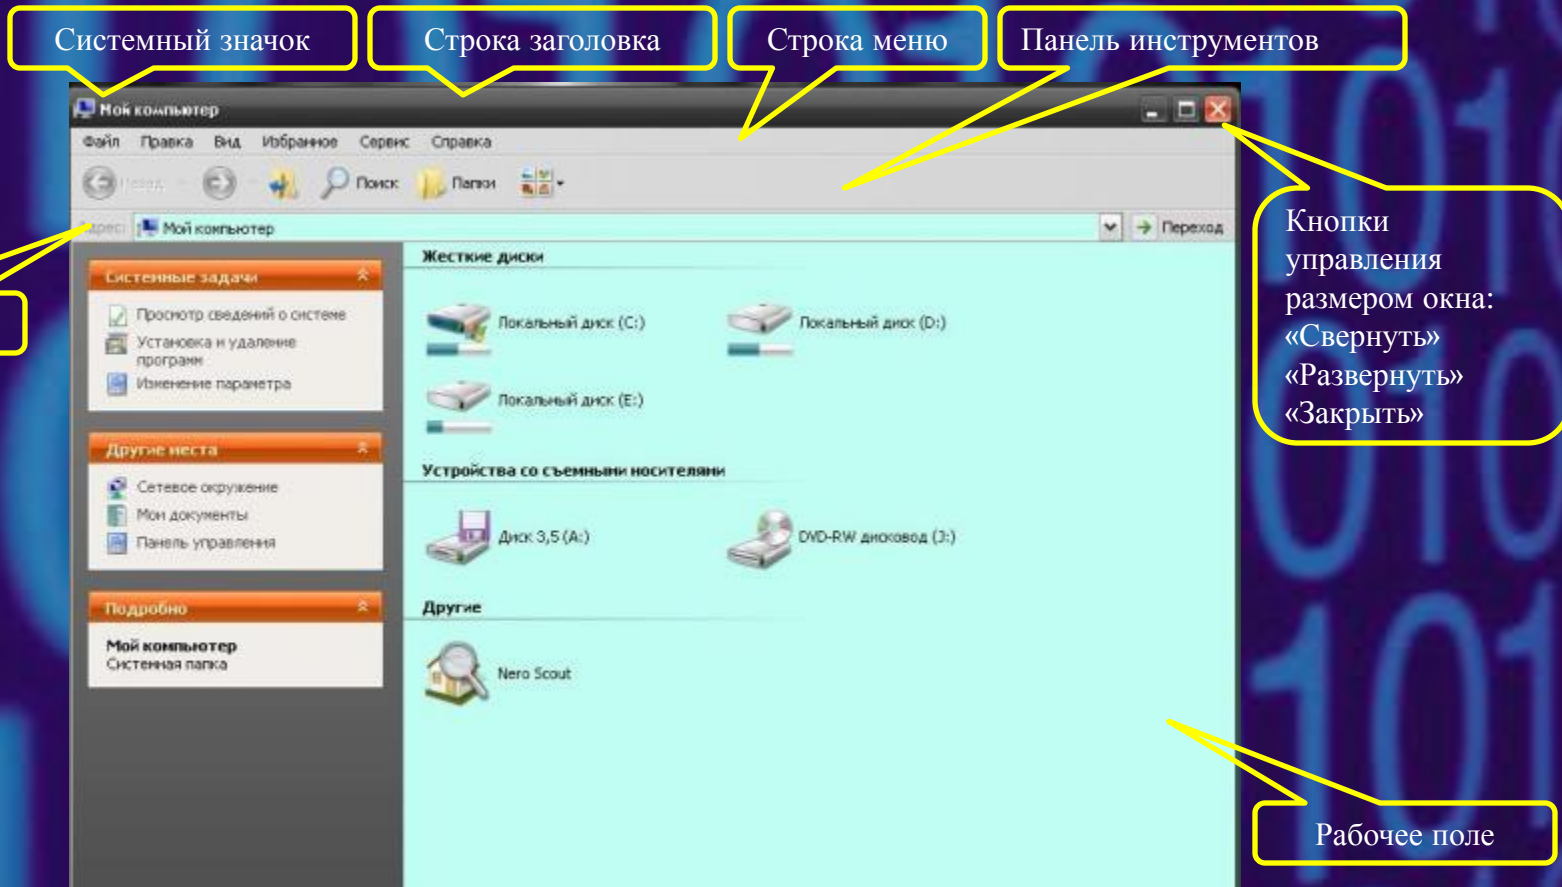 Системный значок
Строка заголовка
Строка меню
Панель инструментов
Мой компьютер
Файл Правка Вид Избранное Сервис Справка
Назад Поиск Папки
Адрес: Мой компьютер Переход
Кнопки
управления
размером окна:
«Свернуть»
«Развернуть»
«Закрыть»
Системные задачи
Просмотр сведений о системе
Установка и удаление
программ
Изменение параметра
Другие места
Сетевое окружение
Мои документы
Панель управления
Подробно
Мой компьютер
Системная папка
Жесткие диски
Локальный диск (C:)
Локальный диск (D:)
Локальный диск (E:)
Устройства со съемными носителями
Диск 3,5 (A:)
DVD-RW дисковод (J:)
Другие
Nero Scout
Рабочее поле